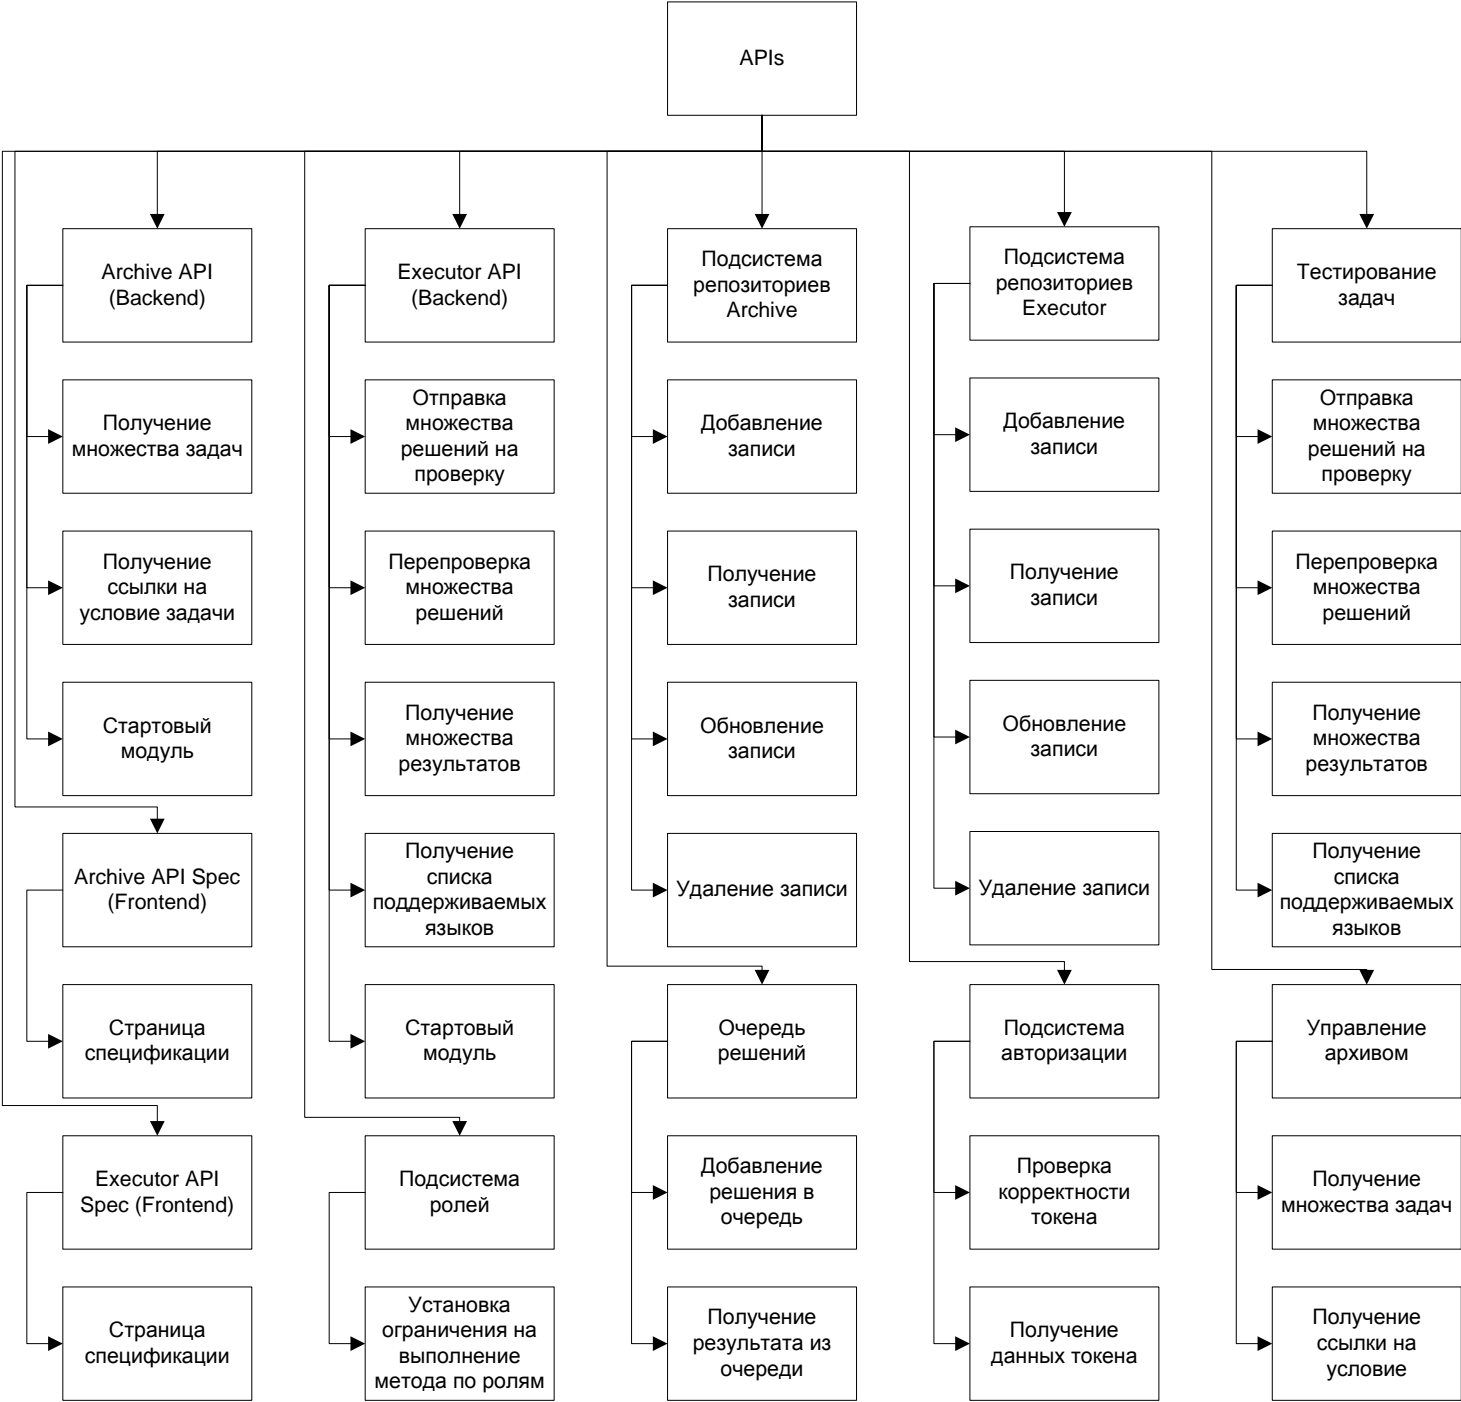 APIs
Archive API
(Backend)
Получение
множества задач
Получение
ссылки на
условие задачи
Стартовый
модуль
Archive API Spec
(Frontend)
Страница
спецификации
Executor API
Spec (Frontend)
Страница
спецификации
Executor API
(Backend)
Отправка
множества
решений на
проверку
Перепроверка
множества
решений
Получение
множества
результатов
Получение
списка
поддерживаемых
языков
Стартовый
модуль
Подсистема
ролей
Установка
ограничения на
выполнение
метода по ролям
Подсистема
репозиториев
Archive
Добавление
записи
Получение
записи
Обновление
записи
Удаление записи
Очередь
решений
Добавление
решения в
очередь
Получение
результата из
очереди
Подсистема
репозиториев
Executor
Добавление
записи
Получение
записи
Обновление
записи
Удаление записи
Подсистема
авторизации
Проверка
корректности
токена
Получение
данных токена
Тестирование
задач
Отправка
множества
решений на
проверку
Перепроверка
множества
решений
Получение
множества
результатов
Получение
списка
поддерживаемых
языков
Управление
архивом
Получение
множества задач
Получение
ссылки на
условие